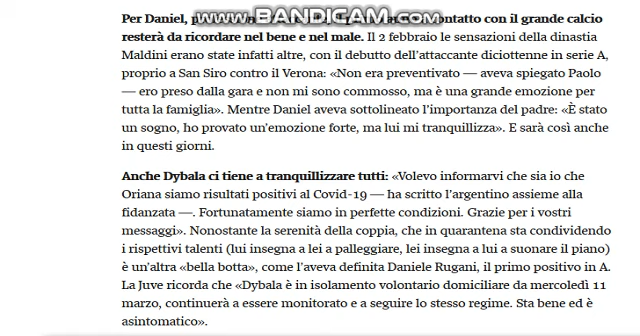 www.BANDICAM.com
Per Daniel, contatto con il grande calcio
resterà da ricordare nel bene e nel male. Il 2 febbraio le sensazioni della dinastia
Maldini erano state infatti altre, con il debutto dell'attaccante diciottenne in serie A,
proprio a San Siro contro il Verona: «Non era preventivato — aveva spiegato Paolo
— ero preso dalla gara e non mi sono commosso, ma è una grande emozione per
tutta la famiglia». Mentre Daniel aveva sottolineato l'importanza del padre: «È stato
un sogno, ho provato un'emozione forte, ma lui mi tranquillizza». E sarà così anche
in questi giorni.
Anche Dybala ci tiene a tranquillizzare tutti: «Volevo informarvi che sia io che
Oriana siamo risultati positivi al Covid-19 — ha scritto l'argentino assieme alla
fidanzata —. Fortunatamente siamo in perfette condizioni. Grazie per i vostri
messaggi». Nonostante la serenità della coppia, che in quarantena sta condividendo
i rispettivi talenti (lui insegna a lei a palleggiare, lei insegna a lui a suonare il piano)
è un'altra «bella botta», come l'aveva definita Daniele Rugani, il primo positivo in A.
La Juve ricorda che «Dybala è in isolamento volontario domiciliare da mercoledì 11
marzo, continuerà a essere monitorato e a seguire lo stesso regime. Sta bene ed è
asintomatico».